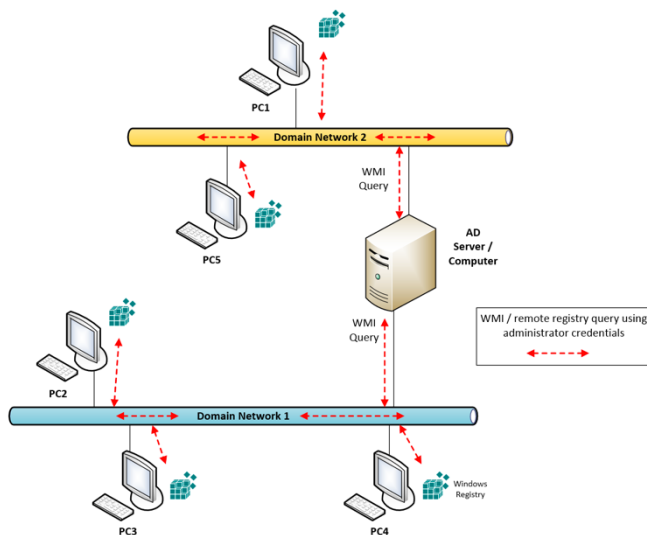 PC1
Domain Network 2
WMI
Query
PC5
AD
Server /
Computer
WMI
Query
WMI / remote registry query using
administrator credentials
PC2
Domain Network 1
Windows
Registry
PC3
PC4